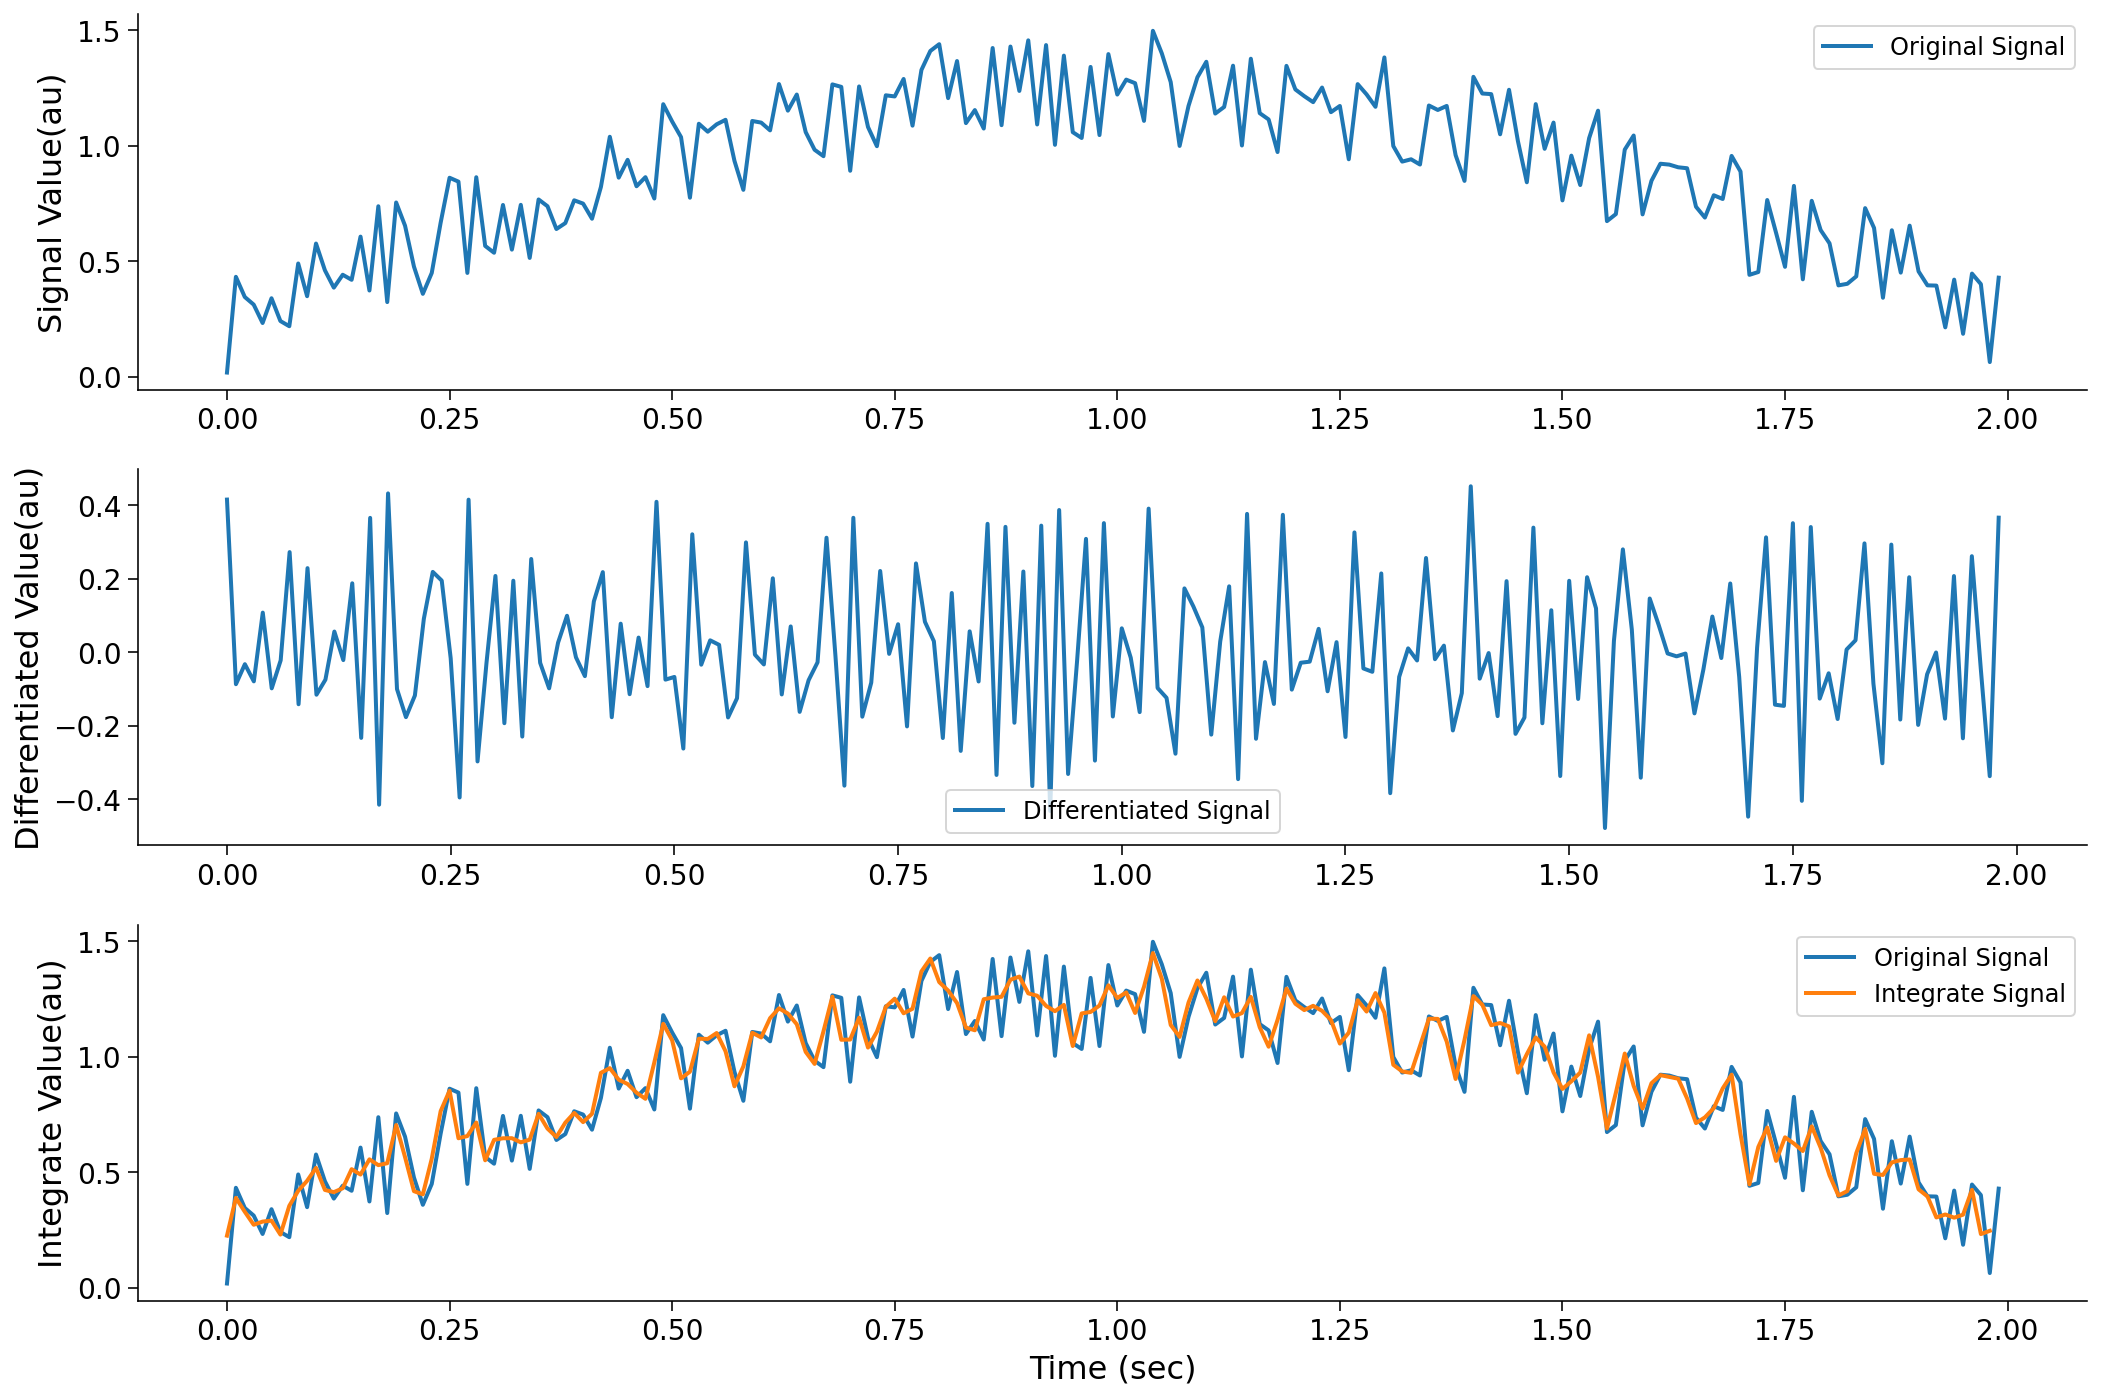 Signal Value(au)
1.5
1.0
0.5
0.0
Original Signal
0.00 0.25 0.50 0.75 1.00 1.25 1.50 1.75 2.00
Differentiated Value(au)
0.4
0.2
0.0
−0.2
−0.4
Differentiated Signal
0.00 0.25 0.50 0.75 1.00 1.25 1.50 1.75 2.00
Integrate Value(au)
1.5
1.0
0.5
0.0
Original Signal
Integrate Signal
0.00 0.25 0.50 0.75 1.00 1.25 1.50 1.75 2.00
Time (sec)